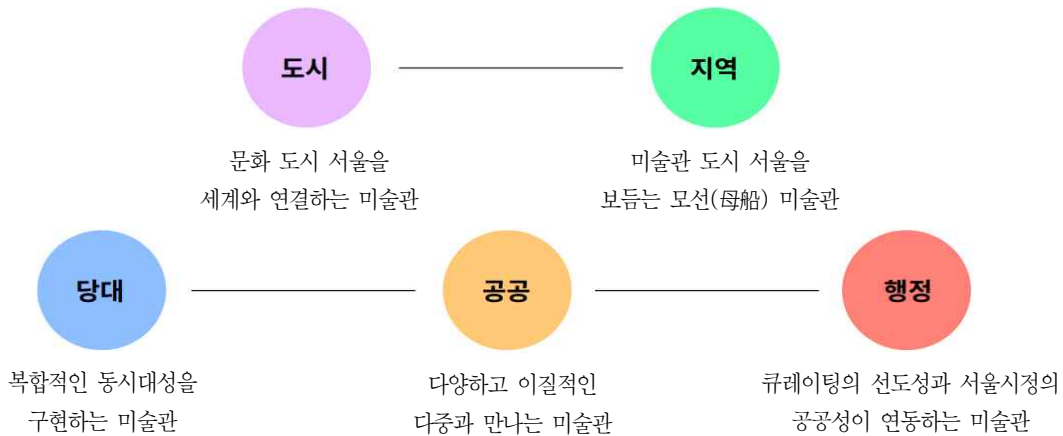 도시
지역
문화 도시 서울을
세계와 연결하는 미술관
미술관 도시 서울을
보듬는 모선(母船) 미술관
당대
공공
행정
복합적인 동시대성을
구현하는 미술관
다양하고 이질적인
다중과 만나는 미술관
큐레이팅의 선도성과 서울시정의
공공성이 연동하는 미술관